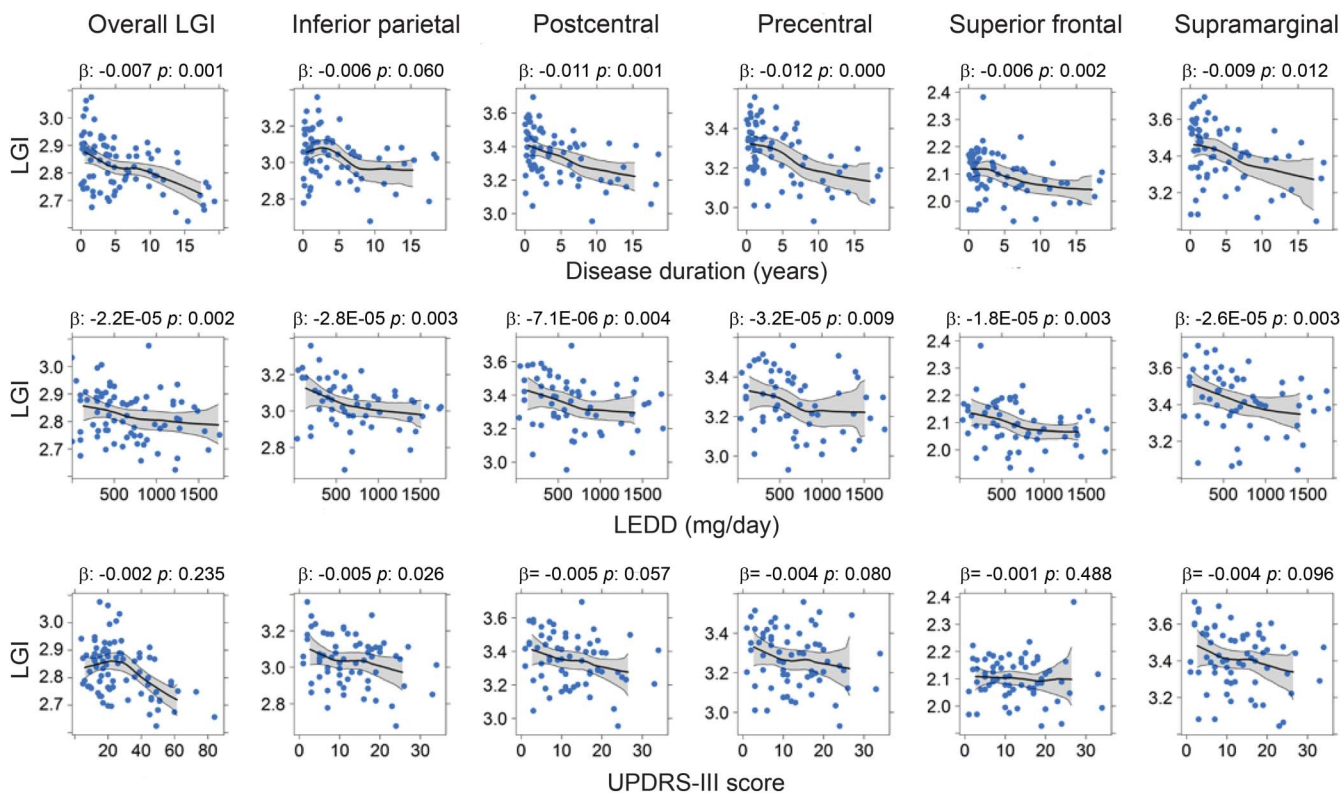 Overall LGI Inferior parietal Postcentral Precentral Superior frontal Supramarginal
β: -0.007 p: 0.001 β: -0.006 p: 0.060 β: -0.011 p: 0.001 β: -0.012 p: 0.000 β: -0.006 p: 0.002 β: -0.009 p: 0.012
LGI
3.0 2.9 2.8 2.7
3.2 3.0 2.8
3.6 3.4 3.2 3.0
3.4 3.2 3.0
2.4 2.3 2.2 2.1 2.0
3.6 3.4 3.2
0 5 10 15 0 5 10 15 0 5 10 15 0 5 10 15 0 5 10 15 0 5 10 15
Disease duration (years)
β: -2.2E-05 p: 0.002 β: -2.8E-05 p: 0.003 β: -7.1E-06 p: 0.004 β: -3.2E-05 p: 0.009 β: -1.8E-05 p: 0.003 β: -2.6E-05 p: 0.003
LGI
3.0 2.9 2.8 2.7
3.2 3.0 2.8
3.6 3.4 3.2 3.0
3.4 3.2 3.0
2.4 2.3 2.2 2.1 2.0
3.6 3.4 3.2
500 1000 1500 500 1000 1500 500 1000 1500 500 1000 1500 500 1000 1500 500 1000 1500
LEDD (mg/day)
β: -0.002 p: 0.235 β: -0.005 p: 0.026 β= -0.005 p: 0.057 β= -0.004 p: 0.080 β= -0.001 p: 0.488 β= -0.004 p: 0.096
LGI
3.0 2.9 2.8 2.7
3.2 3.0 2.8
3.6 3.4 3.2 3.0
3.4 3.2 3.0
2.4 2.3 2.2 2.1 2.0
3.6 3.4 3.2
0 20 40 60 80 0 10 20 30 0 10 20 30 0 10 20 30 0 10 20 30 0 10 20 30
UPDRS-III score